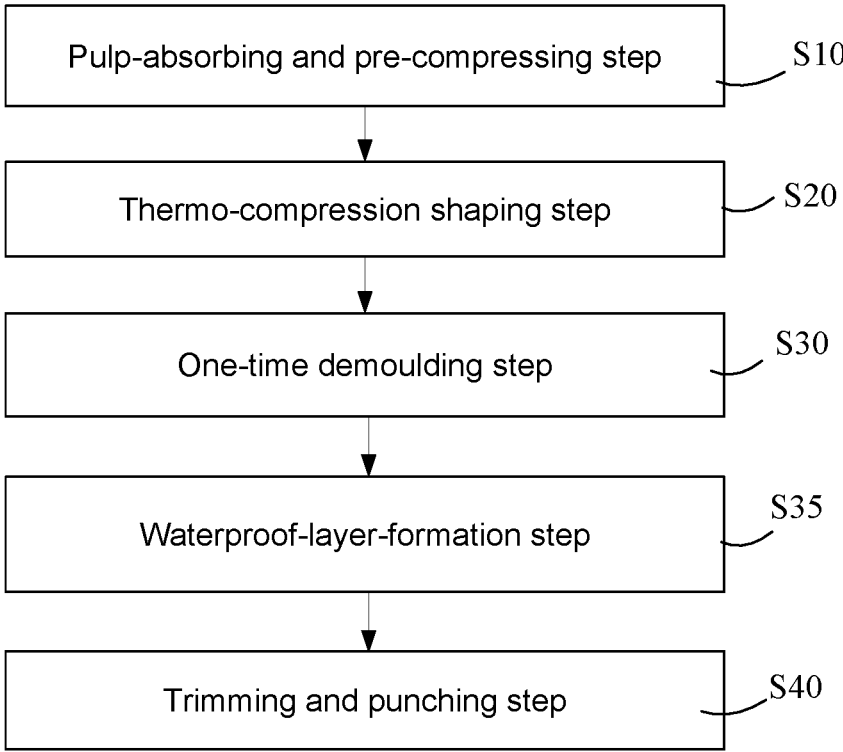 Pulp-absorbing and pre-compressing step
S10
Thermo-compression shaping step
S20
One-time demoulding step
S30
Waterproof-layer-formation step
S35
Trimming and punching step
S40